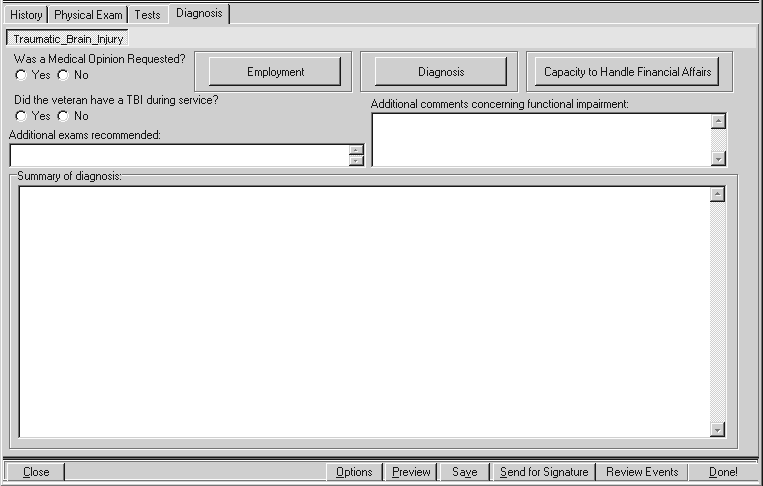 History Physical Exam Tests Diagnosis
Traumatic_Brain_Injury
Was a Medical Opinion Requested?
Yes No
Employment
Diagnosis
Capacity to Handle Financial Affairs
Did the veteran have a TBI during service?
Yes No
Additional comments concerning functional impairment:
Additional exams recommended:
Summary of diagnosis:
Close Options Preview Save Send for Signature Review Events Done!